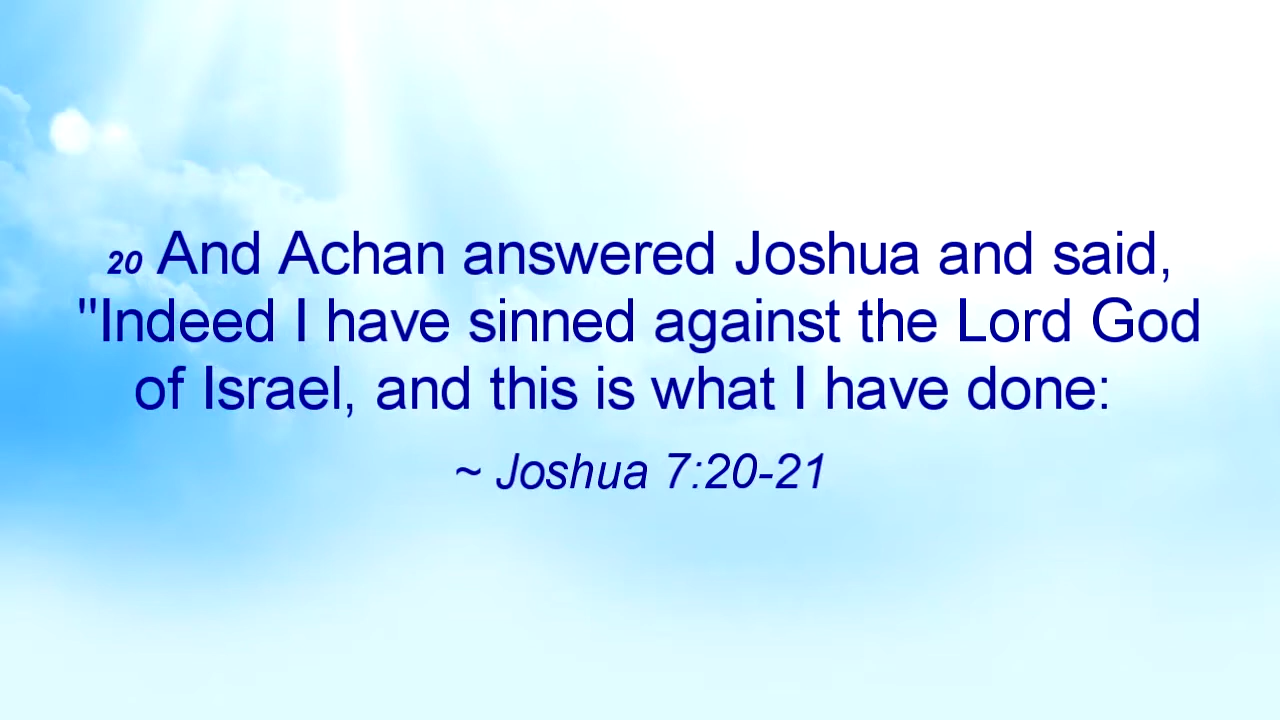 20 And Achan answered Joshua and said,
"Indeed I have sinned against the Lord God
of Israel, and this is what I have done:
~ Joshua 7:20-21